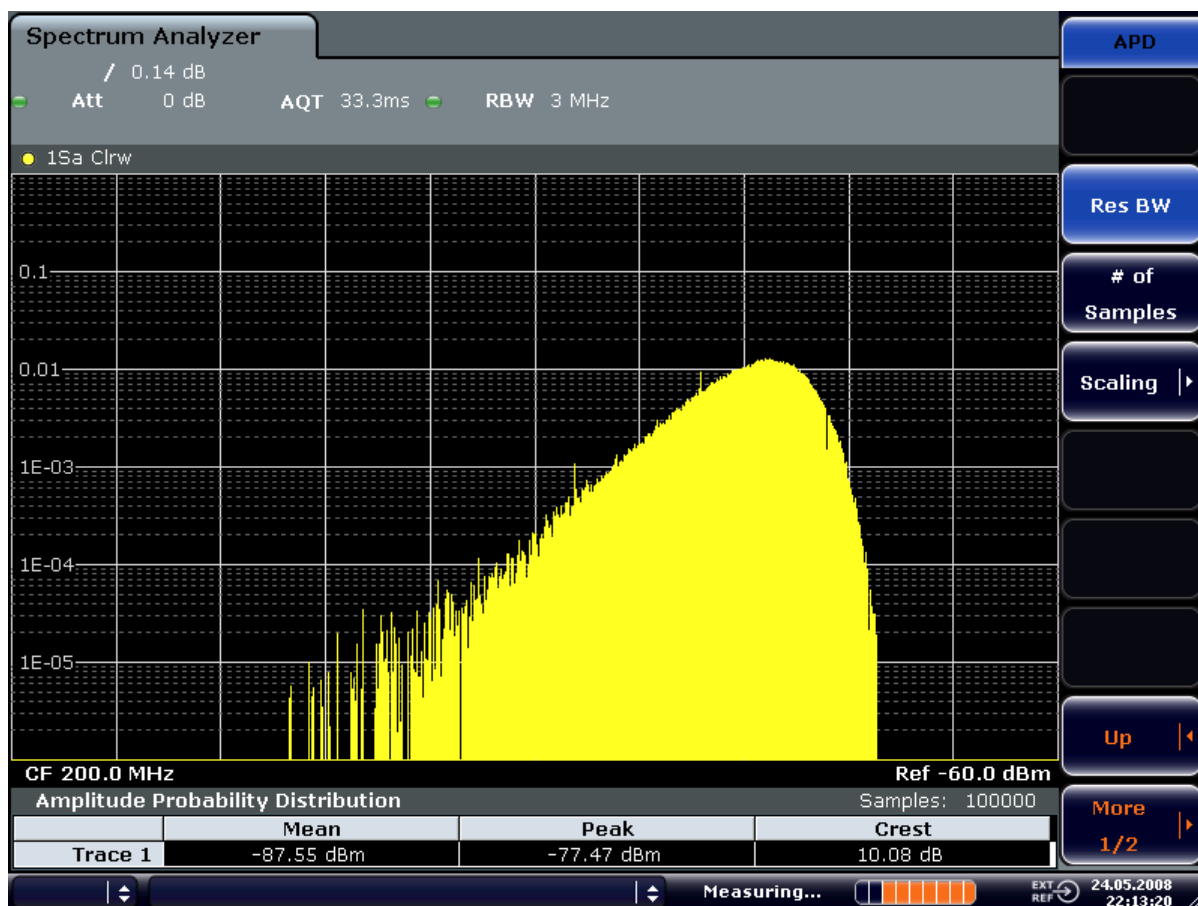 Spectrum Analyzer
/ 0.14 dB
Att 0 dB AQT 33.3ms RBW 3 MHz
1Sa Clrw
0.1
0.01
1E-03
1E-04
1E-05
CF 200.0 MHz Ref -60.0 dBm
Amplitude Probability Distribution Samples: 100000
Mean Peak Crest
Trace 1 -87.55 dBm -77.47 dBm 10.08 dB
Measuring...
EXT REF
24.05.2008
22:13:20
APD
Res BW
# of
Samples
Scaling
Up
More
1/2